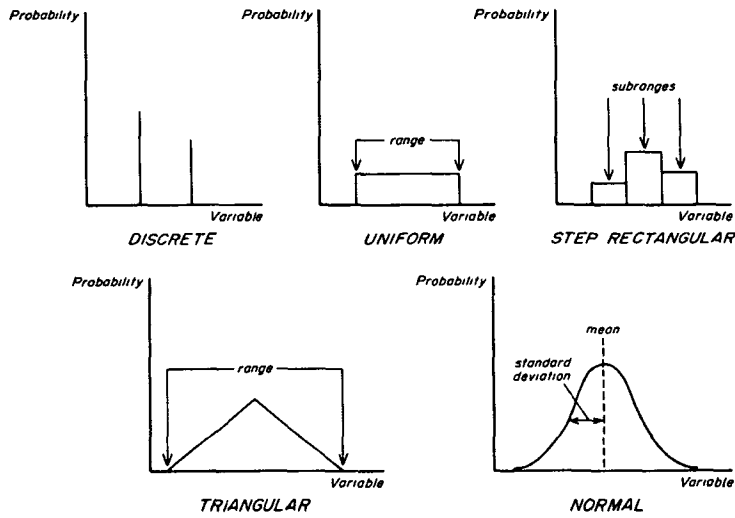 Probability
Variable
DISCRETE
Probability
range
Variable
UNIFORM
Probability
subranges
Variable
STEP RECTANGULAR
Probability
range
Variable
TRIANGULAR
Probability
mean
standard
deviation
Variable
NORMAL